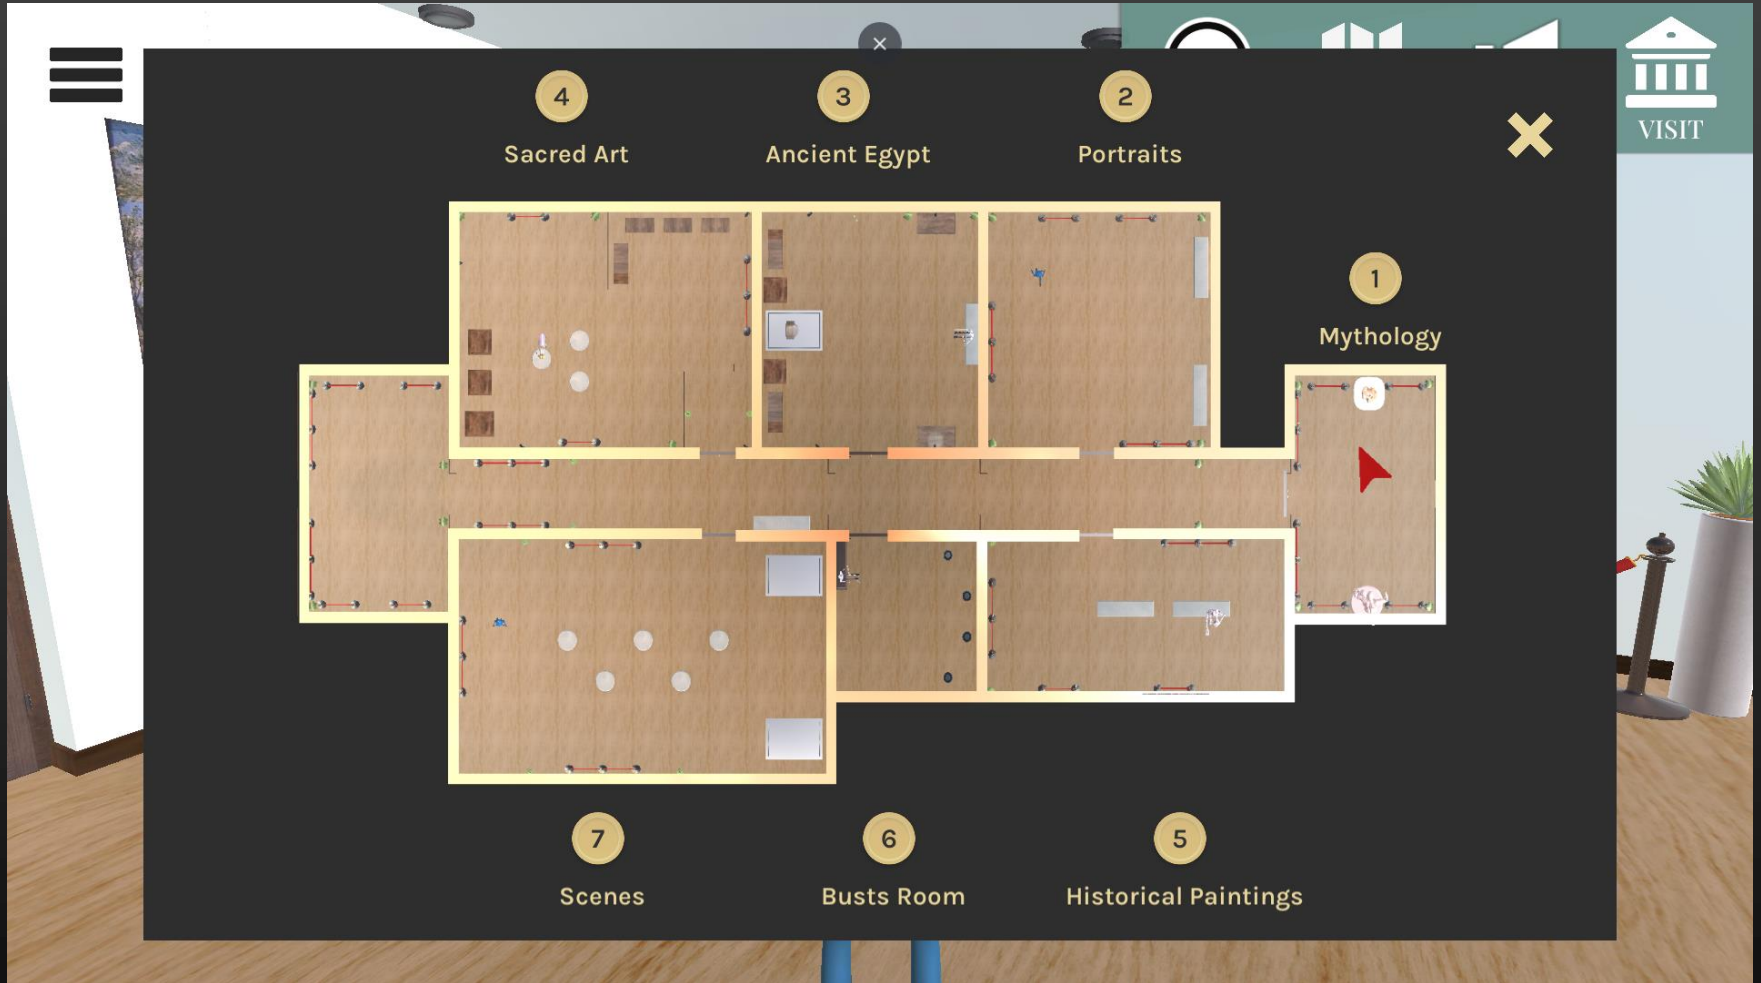 VISIT
4
Sacred Art
3
Ancient Egypt
2
Portraits
1
Mythology
7
Scenes
6
Busts Room
5
Historical Paintings